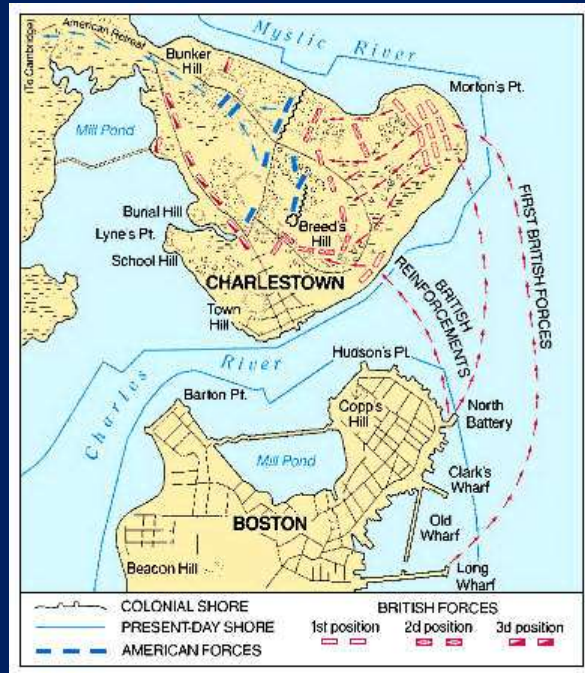 (To Cambridge)
American Retreat
Bunker
Hill
Mystic River
Morton's Pt.
Mill Pond
Burial Hill
Lyne's Pt.
School Hill
Breed's
Hill
CHARLESTOWN
Town
Hill
FIRST BRITISH FORCES
BRITISH
REINFORCEMENTS
Charles River
Hudson's Pt.
Barton Pt.
Copp's
Hill
North
Battery
Mill Pond
Clark's
Wharf
BOSTON
Old
Wharf
Beacon Hill
Long
Wharf
COLONIAL SHORE
PRESENT-DAY SHORE
AMERICAN FORCES
BRITISH FORCES
1st position 2d position 3d position